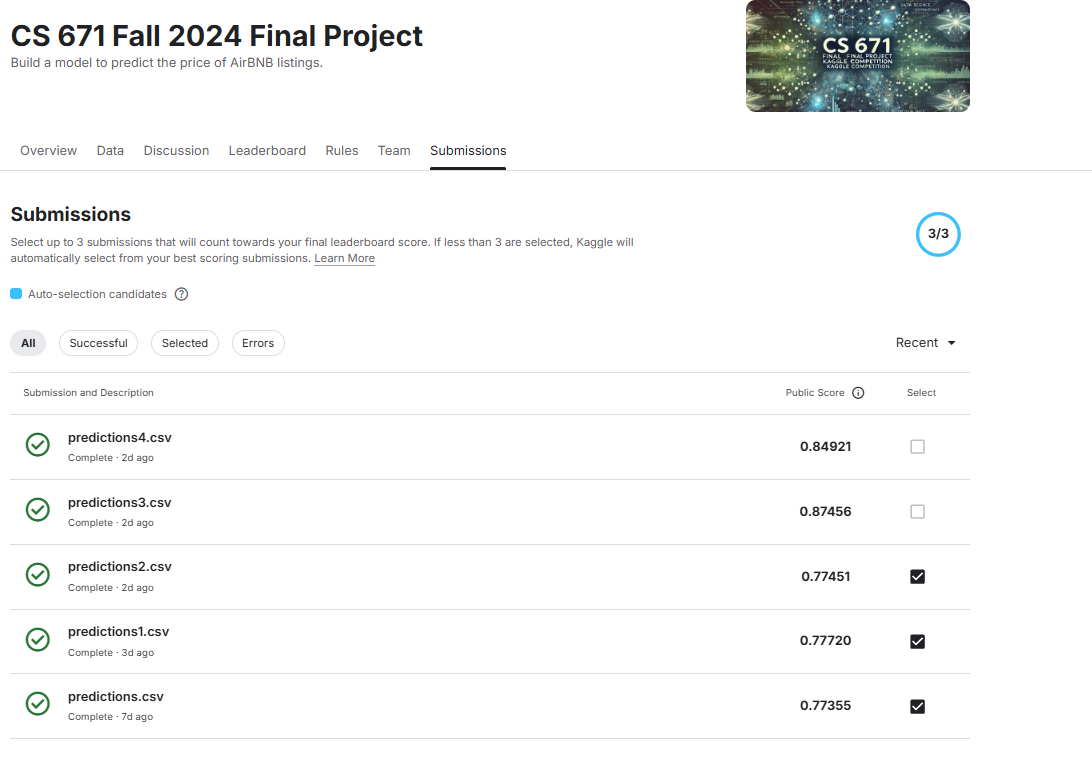 CS 671 Fall 2024 Final Project
Build a model to predict the price of AirBNB listings.
CS 671
FINAL FINAL PROJECT
KAGGLE COMPETITION
KAGGLE COMPETITION
DATA SCIENCE
Overview Data Discussion Leaderboard Rules Team Submissions
Submissions
Select up to 3 submissions that will count towards your final leaderboard score. If less than 3 are selected, Kaggle will
automatically select from your best scoring submissions. Learn More
3/3
Auto-selection candidates ?
All Successful Selected Errors
Recent
Submission and Description Public Score Select
predictions4.csv
Complete · 2d ago
0.84921
predictions3.csv
Complete · 2d ago
0.87456
predictions2.csv
Complete · 2d ago
0.77451
predictions1.csv
Complete · 3d ago
0.77720
predictions.csv
Complete · 7d ago
0.77355